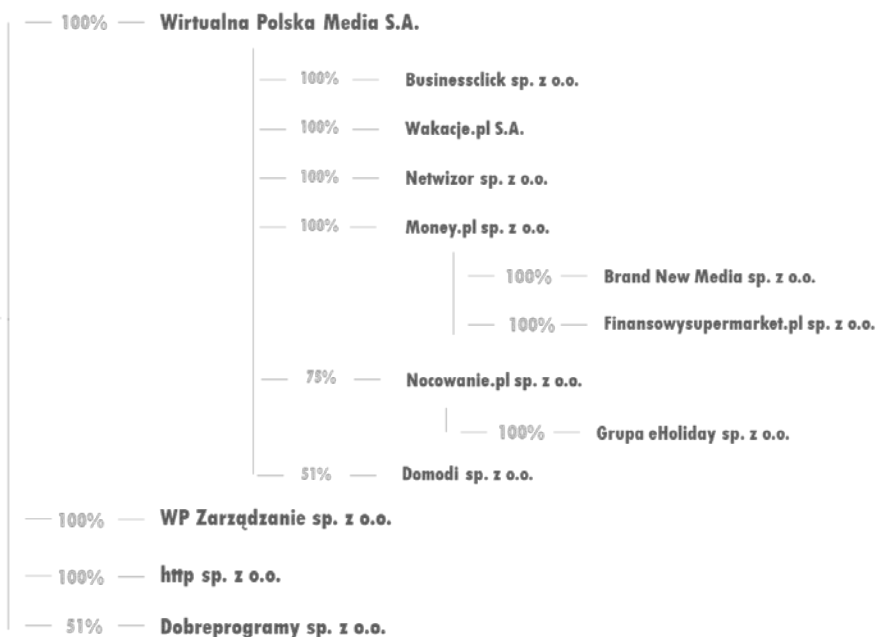 100% Wirtualna Polska Media S.A.
100% Businessclick sp. z o.o.
100% Wakacje.pl S.A.
100% Netwizor sp. z o.o.
100% Money.pl sp. z o.o.
100% Brand New Media sp. z o.o.
100% Finansowysupermarket.pl sp. z o.o.
75% Nocowanie.pl sp. z o.o.
100% Grupa eHoliday sp. z o.o.
51% Domodi sp. z o.o.
100% WP Zarządzanie sp. z o.o.
100% http sp. z o.o.
51% Dobreprogramy sp. z o.o.